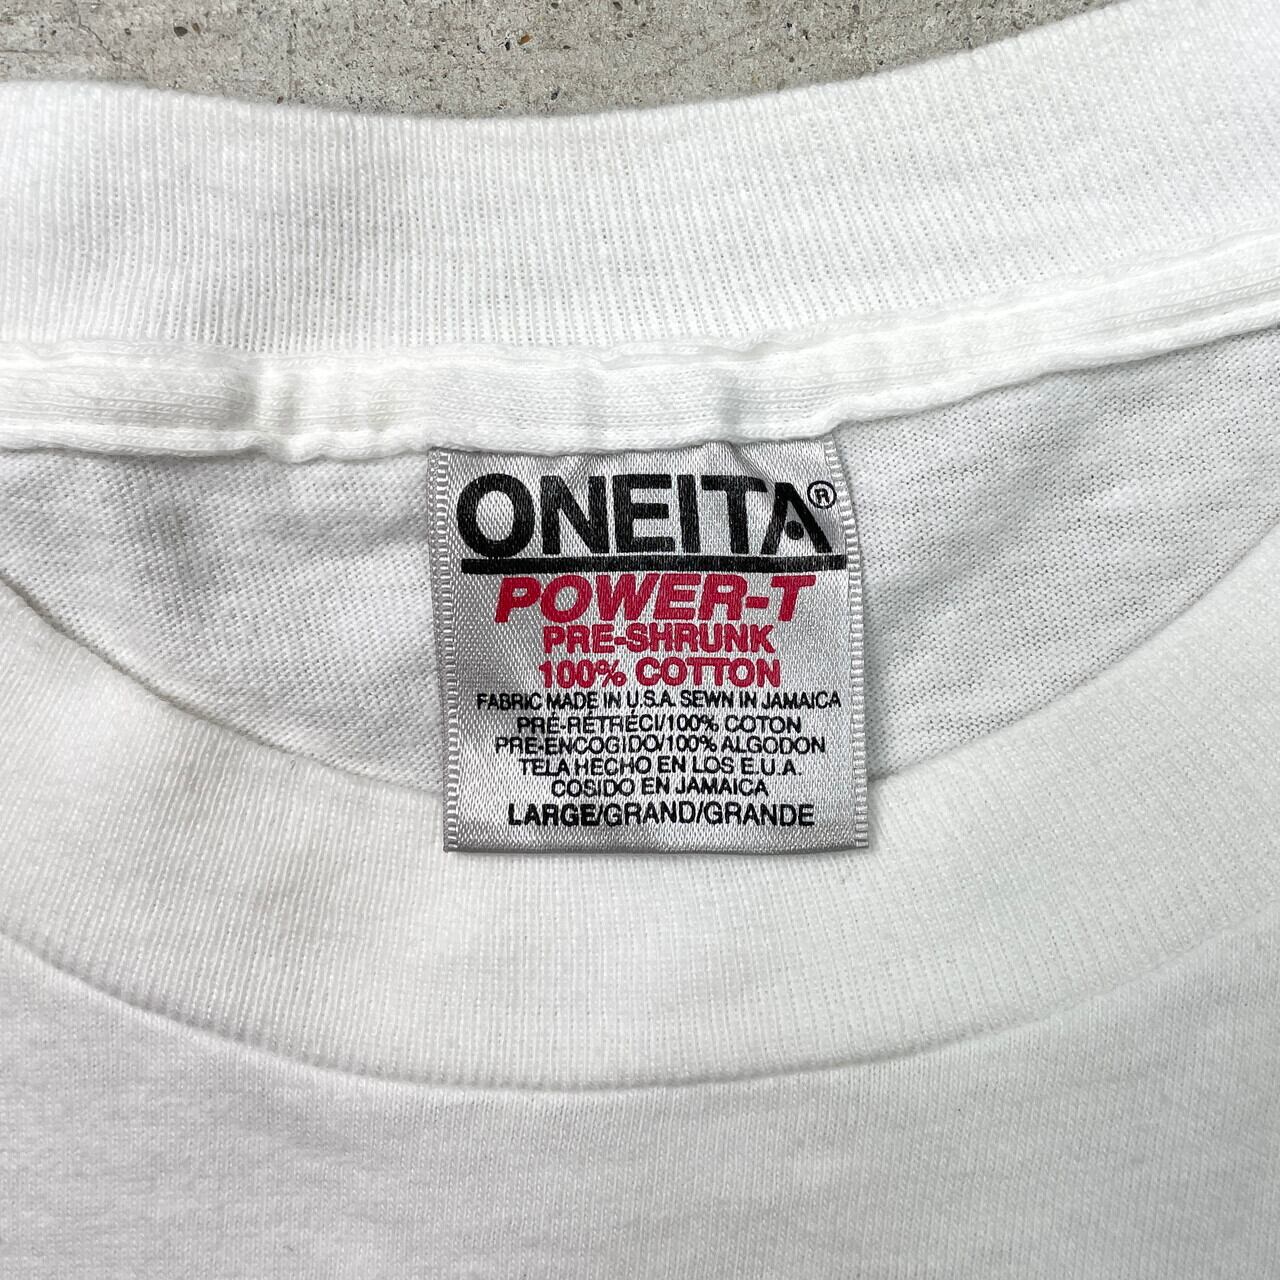 ONEITA®
POWER-T
PRE-SHRUNK
100% COTTON
FABRIC MADE IN U.S.A. SEWN IN JAMAICA
PRÉ-RÉTRÉCI/100% COTON
PRE-ENCOGIDO/100% ALGODON
TELA HECHO EN LOS E.U.A.
COSIDO EN JAMAICA
LARGE/GRAND/GRANDE